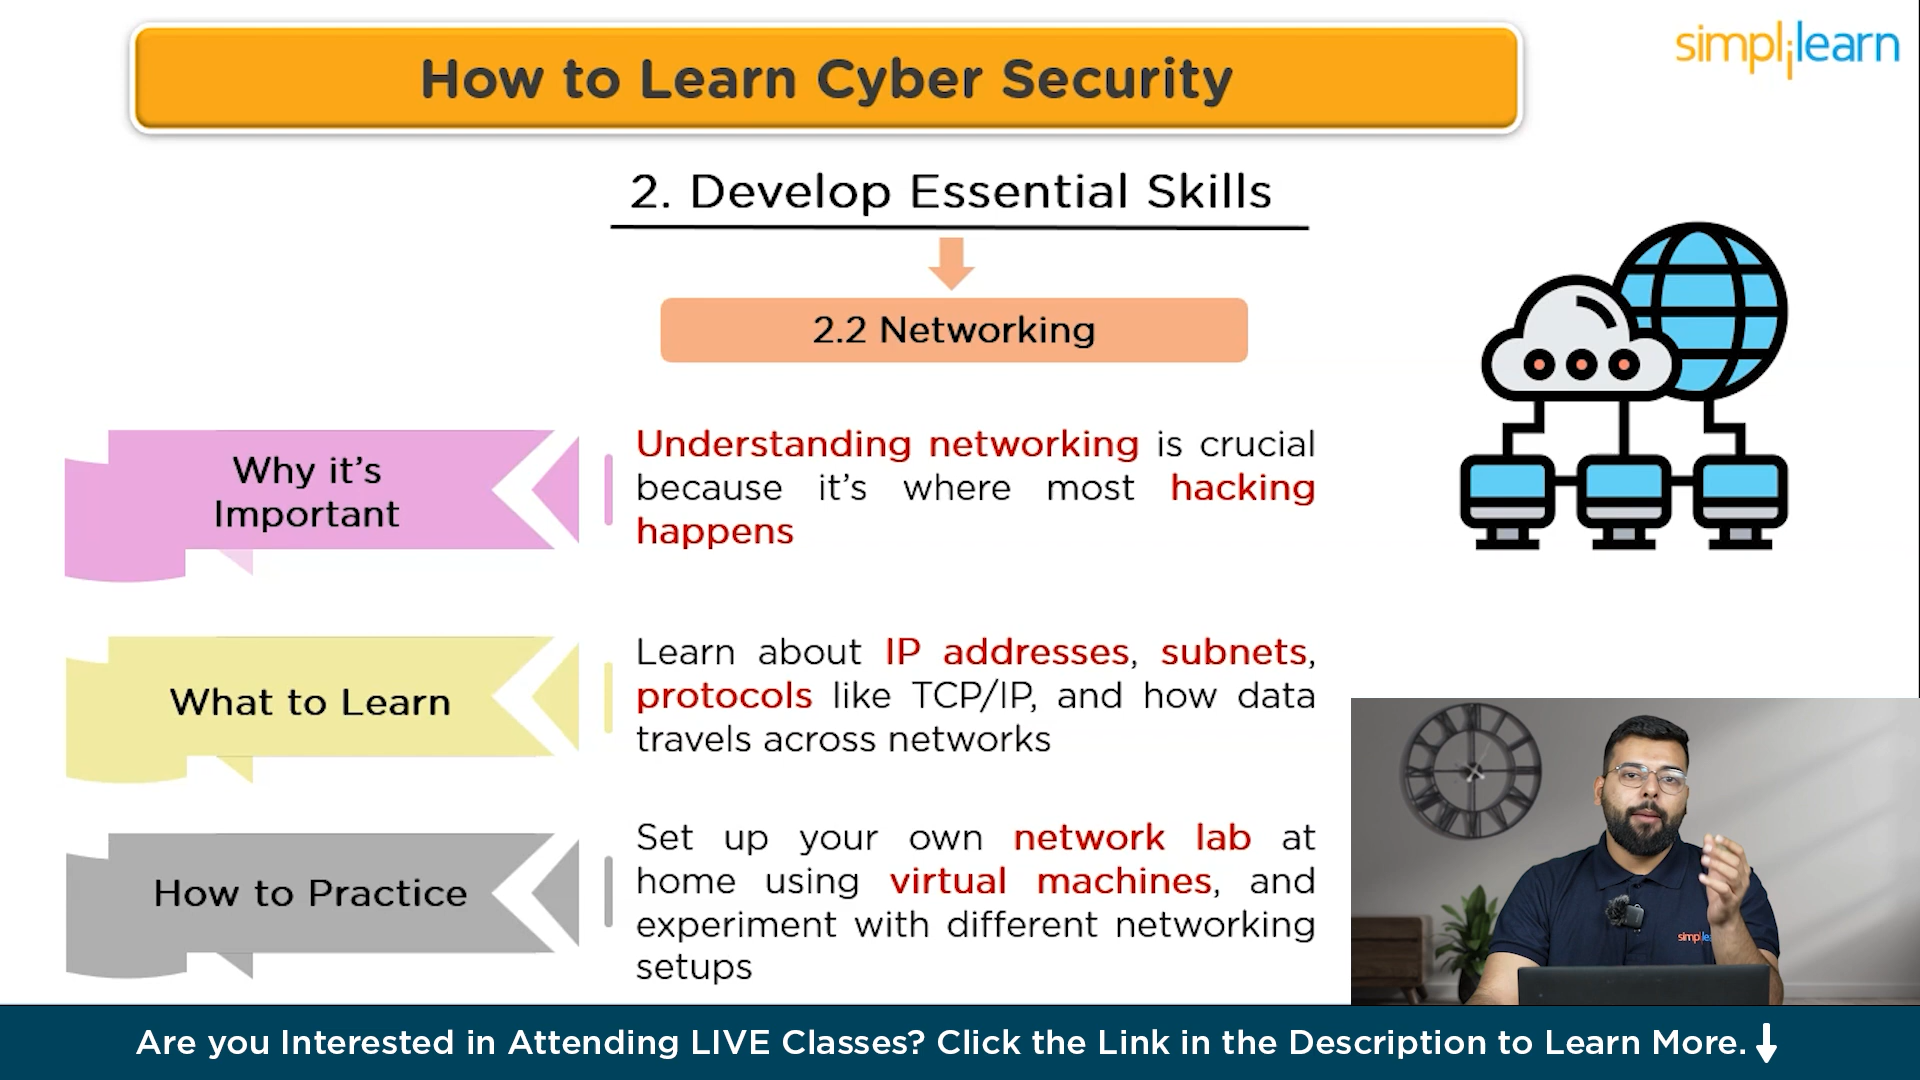 How to Learn Cyber Security
simplilearn
2. Develop Essential Skills
2.2 Networking
Why it's
Important
Understanding networking is crucial
because it's where most hacking
happens
What to Learn
Learn about IP addresses, subnets,
protocols like TCP/IP, and how data
travels across networks
How to Practice
Set up your own network lab at
home using virtual machines, and
experiment with different networking
setups
Are you Interested in Attending LIVE Classes? Click the Link in the Description to Learn More.